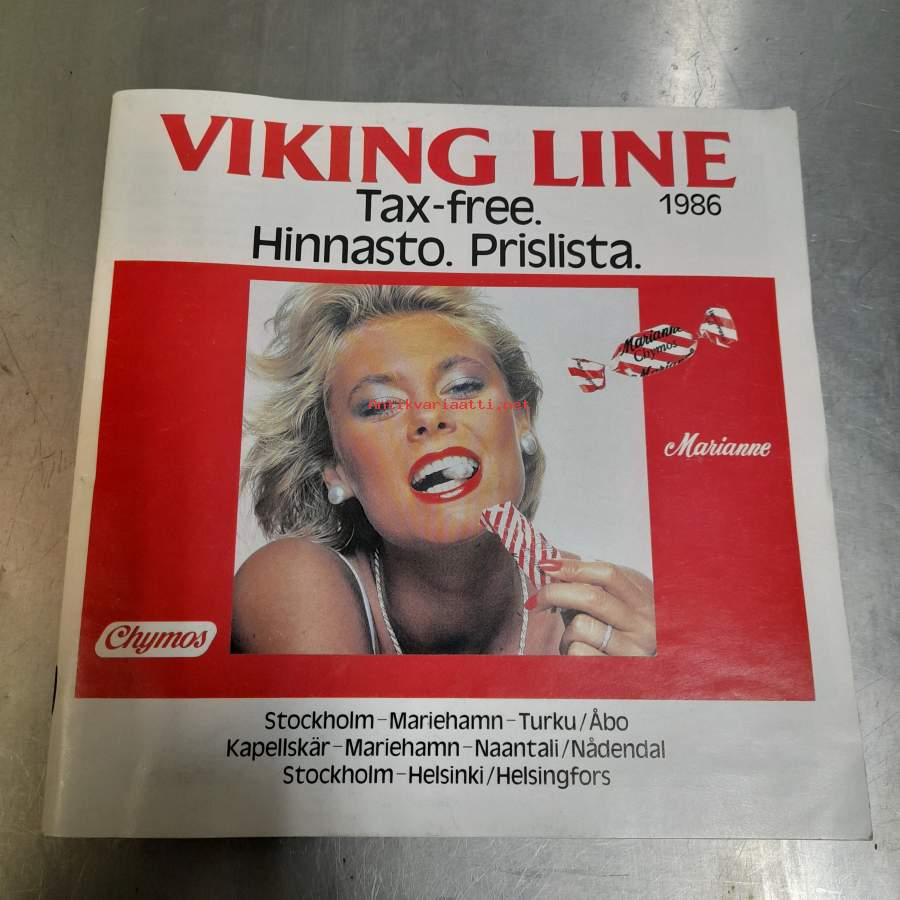 VIKING LINE
Tax-free. 1986
Hinnasto. Prislista.
Marianne
Chymos
Marianne
Antikvariaatti.net
Marianne
Chymos
Stockholm–Mariehamn–Turku/Åbo
Kapellskär–Mariehamn–Naantali/Nådendal
Stockholm–Helsinki/Helsingfors